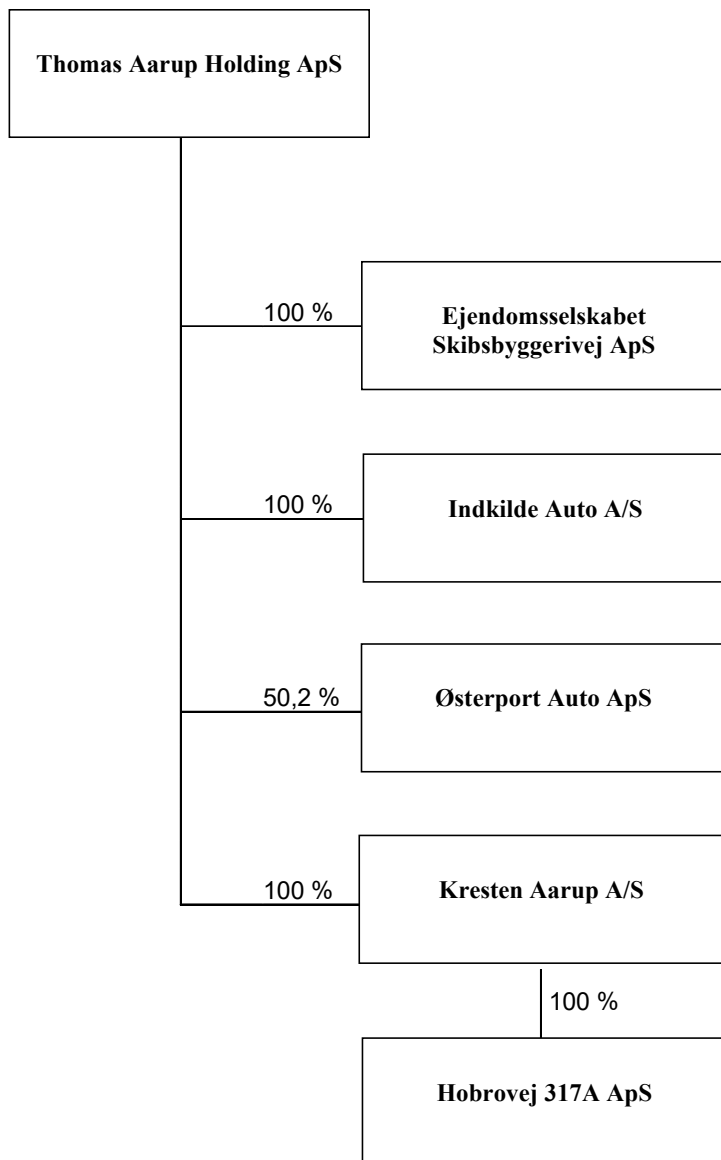 Thomas Aarup Holding ApS
100 %
Ejendomsselskabet
Skibsbyggerivej ApS
100 %
Indkilde Auto A/S
50,2 %
Østerport Auto ApS
100 %
Kresten Aarup A/S
100 %
Hobrovej 317A ApS